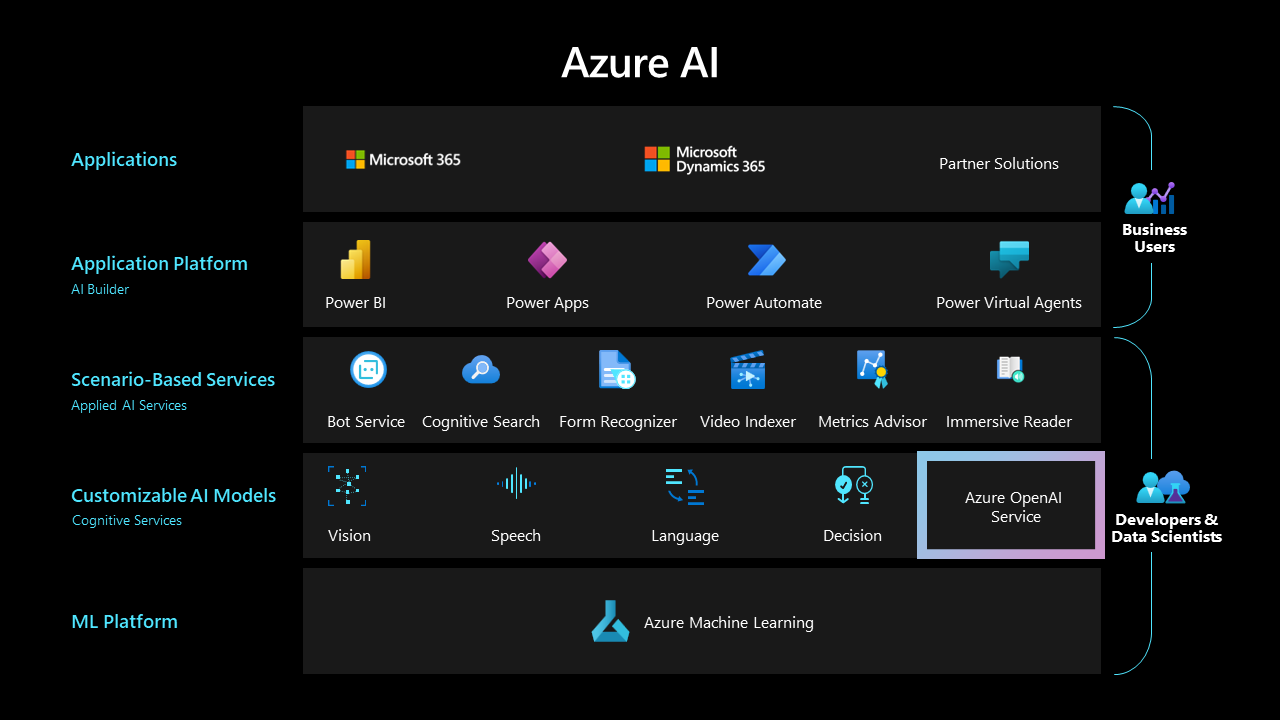 Azure AI
Applications
Microsoft 365
Microsoft
Dynamics 365
Partner Solutions
Business
Users
Application Platform
AI Builder
Power BI
Power Apps
Power Automate
Power Virtual Agents
Scenario-Based Services
Applied AI Services
Bot Service
Cognitive Search
Form Recognizer
Video Indexer
Metrics Advisor
Immersive Reader
Customizable AI Models
Cognitive Services
Vision
Speech
Language
Decision
Azure OpenAI
Service
Developers &
Data Scientists
ML Platform
Azure Machine Learning